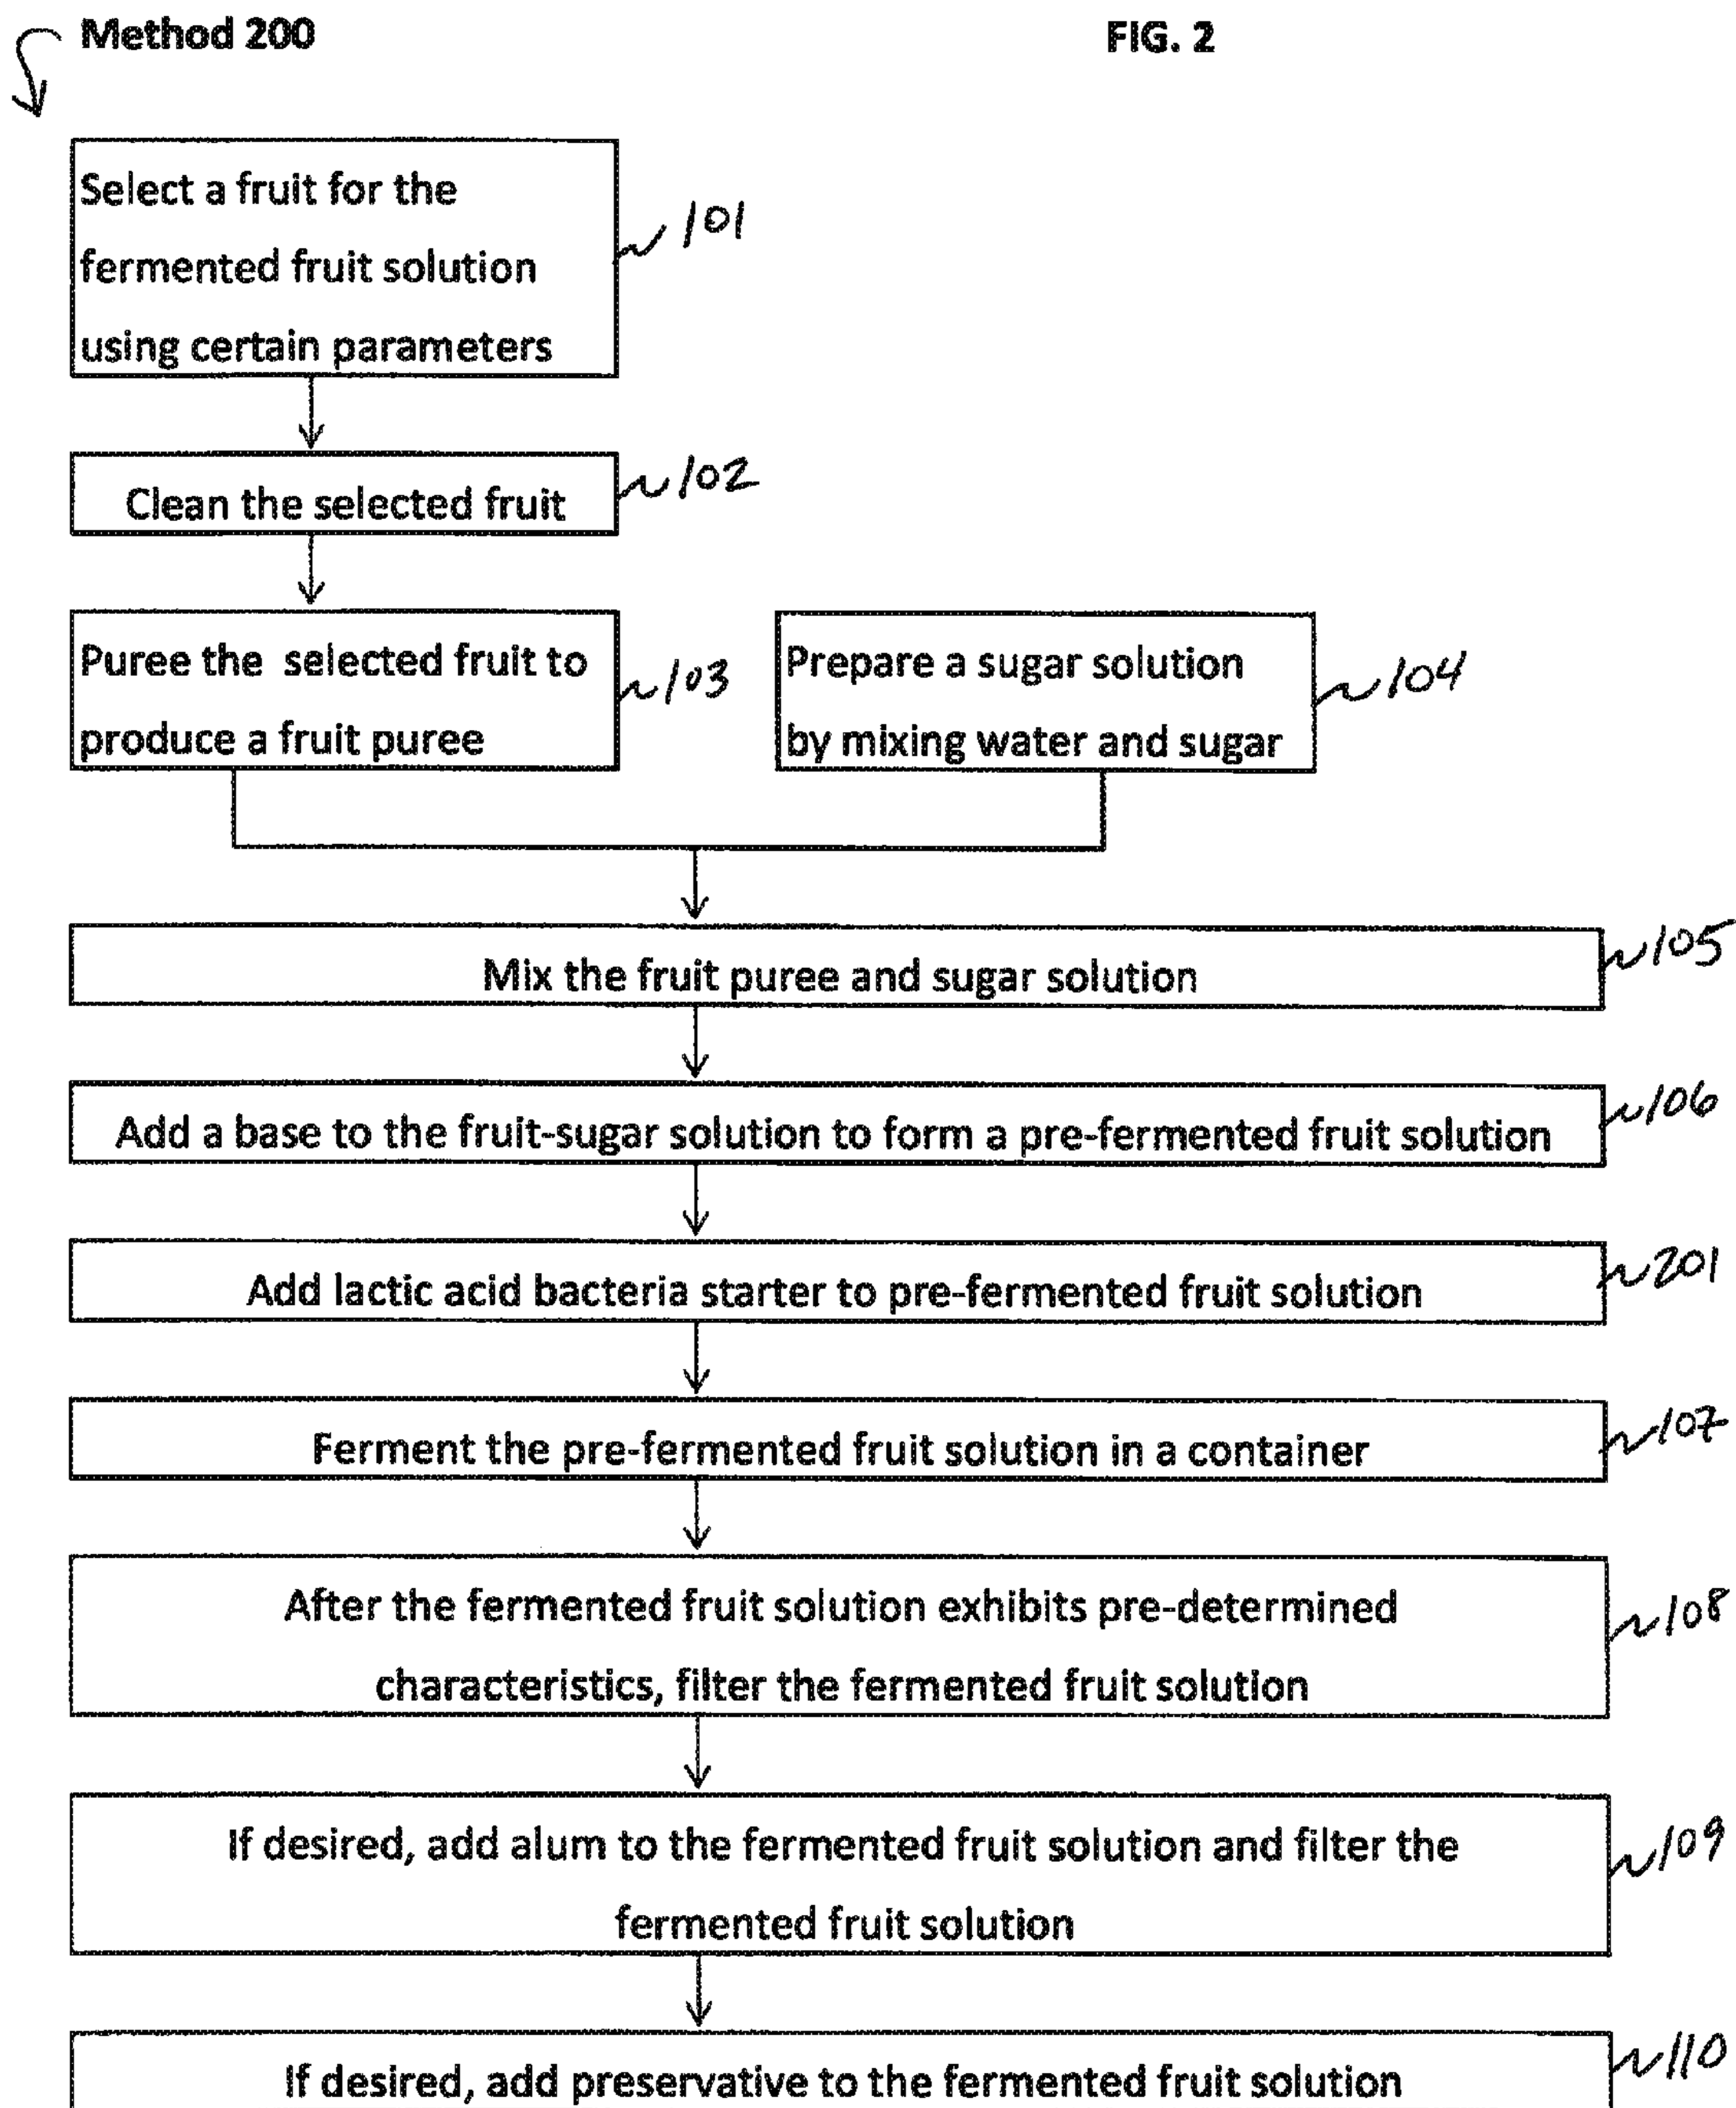 Method 200
FIG. 2
Select a fruit for the
fermented fruit solution
using certain parameters
101
Clean the selected fruit
102
Puree the selected fruit to
produce a fruit puree
103
Prepare a sugar solution
by mixing water and sugar
104
Mix the fruit puree and sugar solution
105
Add a base to the fruit-sugar solution to form a pre-fermented fruit solution
106
Add lactic acid bacteria starter to pre-fermented fruit solution
201
Ferment the pre-fermented fruit solution in a container
107
After the fermented fruit solution exhibits pre-determined
characteristics, filter the fermented fruit solution
108
If desired, add alum to the fermented fruit solution and filter the
fermented fruit solution
109
If desired, add preservative to the fermented fruit solution
110